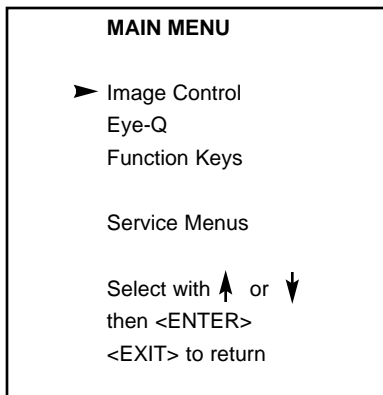 MAIN MENU
Image Control
Eye-Q
Function Keys
Service Menus
Select with ↑ or ↓
then <ENTER>
<EXIT> to return